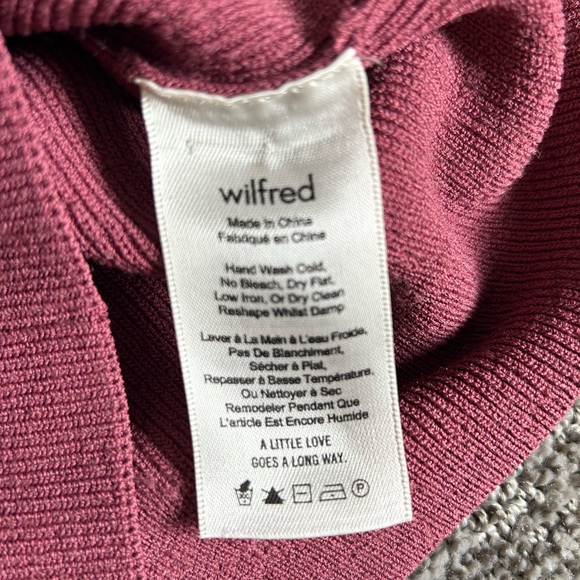 wilfred
Made In China
Fabriqué en China
Hand Wash Cold,
No Bleach, Dry Flat,
Low Iron, Or Dry Clean
Reshape Whilst Damp
Laver à La Main à L'eau Froide,
Pas De Blanchiment,
Sécher à Plat,
Repasser à Basse Température,
Ou Nettoyer à Sec
Remodeler Pendant Que
L'article Est Encore Humide
A LITTLE LOVE
GOES A LONG WAY.
P